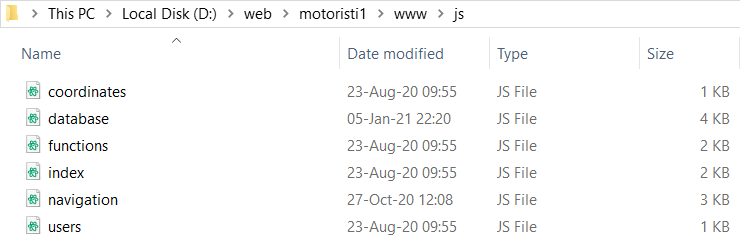 This PC > Local Disk (D:) > web > motoristi1 > www > js
Name Date modified Type Size
coordinates 23-Aug-20 09:55 JS File 1 KB
database 05-Jan-21 22:20 JS File 4 KB
functions 23-Aug-20 09:55 JS File 2 KB
index 23-Aug-20 09:55 JS File 2 KB
navigation 27-Oct-20 12:08 JS File 3 KB
users 23-Aug-20 09:55 JS File 1 KB